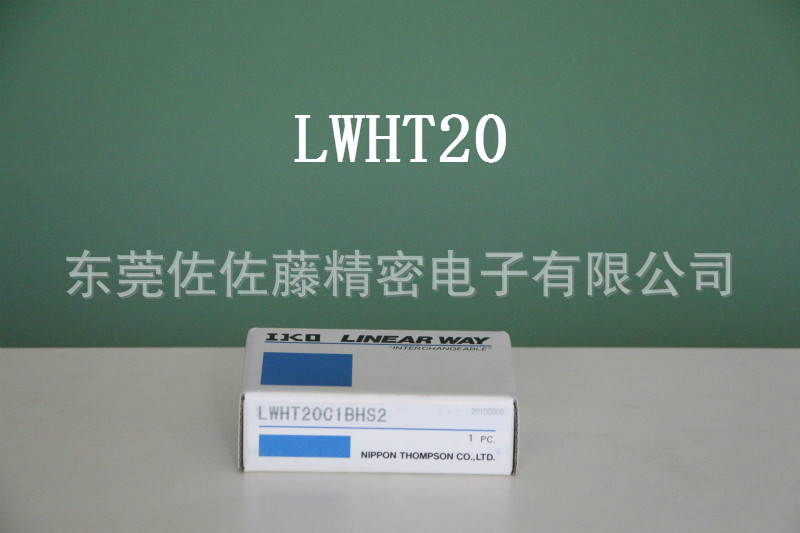 LWHT20
东莞佐佐藤精密电子有限公司
IKO LINEAR WAY
"INTERCHANGEABLE"
LWHT20C1BHS2
1 PC.
NIPPON THOMPSON CO.,LTD.